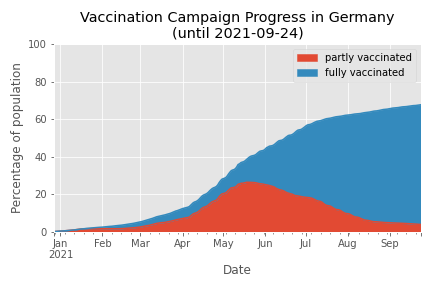 Vaccination Campaign Progress in Germany
(until 2021-09-24)
Percentage of population
100
80
60
40
20
0
partly vaccinated
fully vaccinated
Jan Feb Mar Apr May Jun Jul Aug Sep
2021
Date